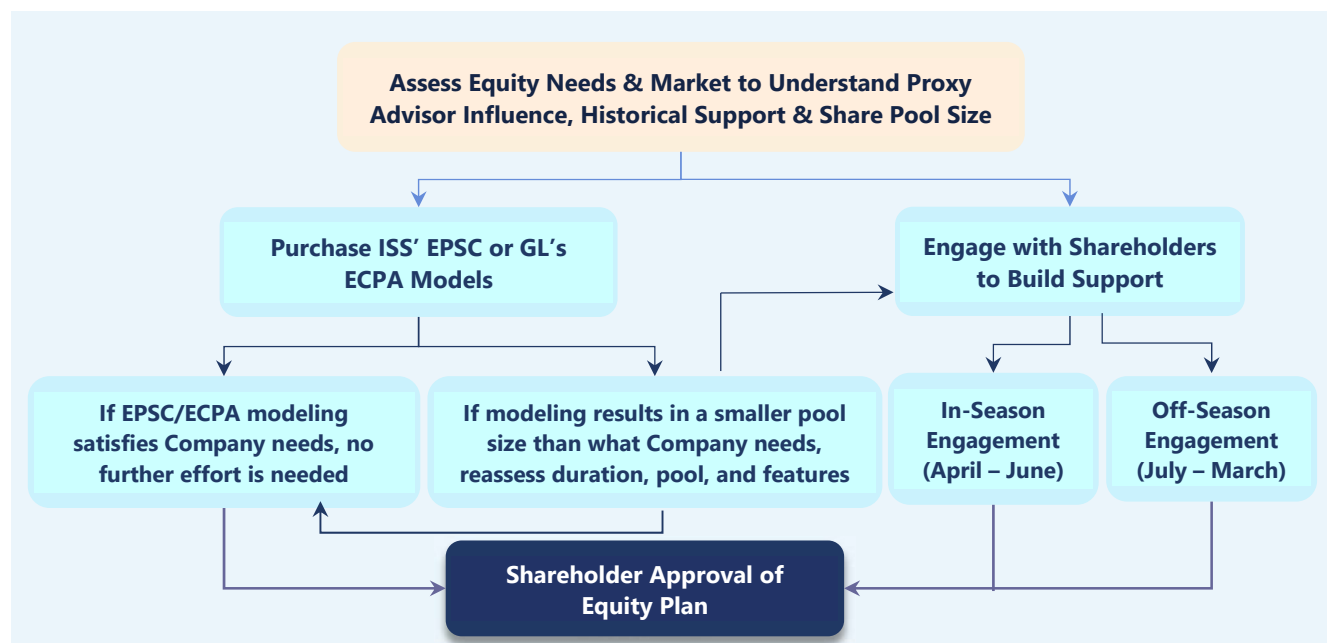 Assess Equity Needs & Market to Understand Proxy
Advisor Influence, Historical Support & Share Pool Size
Purchase ISS’ EPSC or GL’s
ECPA Models
Engage with Shareholders
to Build Support
If EPSC/ECPA modeling
satisfies Company needs, no
further effort is needed
If modeling results in a smaller pool
size than what Company needs,
reassess duration, pool, and features
In-Season
Engagement
(April – June)
Off-Season
Engagement
(July – March)
Shareholder Approval of
Equity Plan